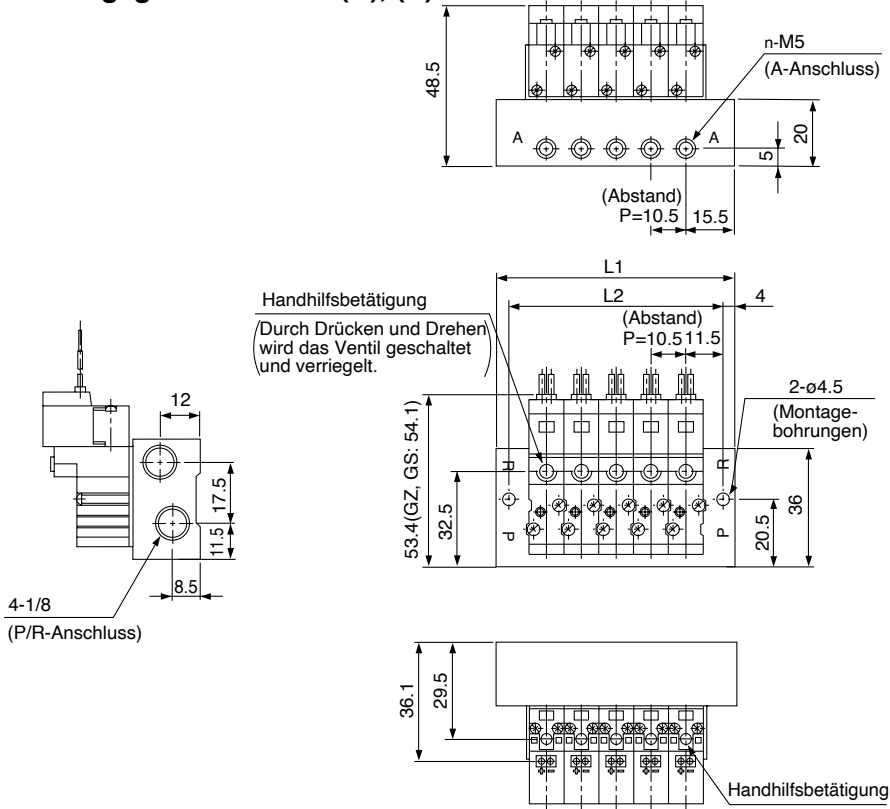 48.5
n-M5
(A-Anschluss)
A
A
20
5
(Abstand)
P=10.5
15.5
L1
L2
4
(Abstand)
P=10.5
11.5
Handhilfsbetätigung
(Durch Drücken und Drehen
wird das Ventil geschaltet
und verriegelt.)
2-ø4.5
(Montage-
bohrungen)
12
17.5
11.5
8.5
4-1/8
(P/R-Anschluss)
53.4(GZ, GS: 54.1)
32.5
R
P
R
P
20.5
36
36.1
29.5
Handhilfsbetätigung